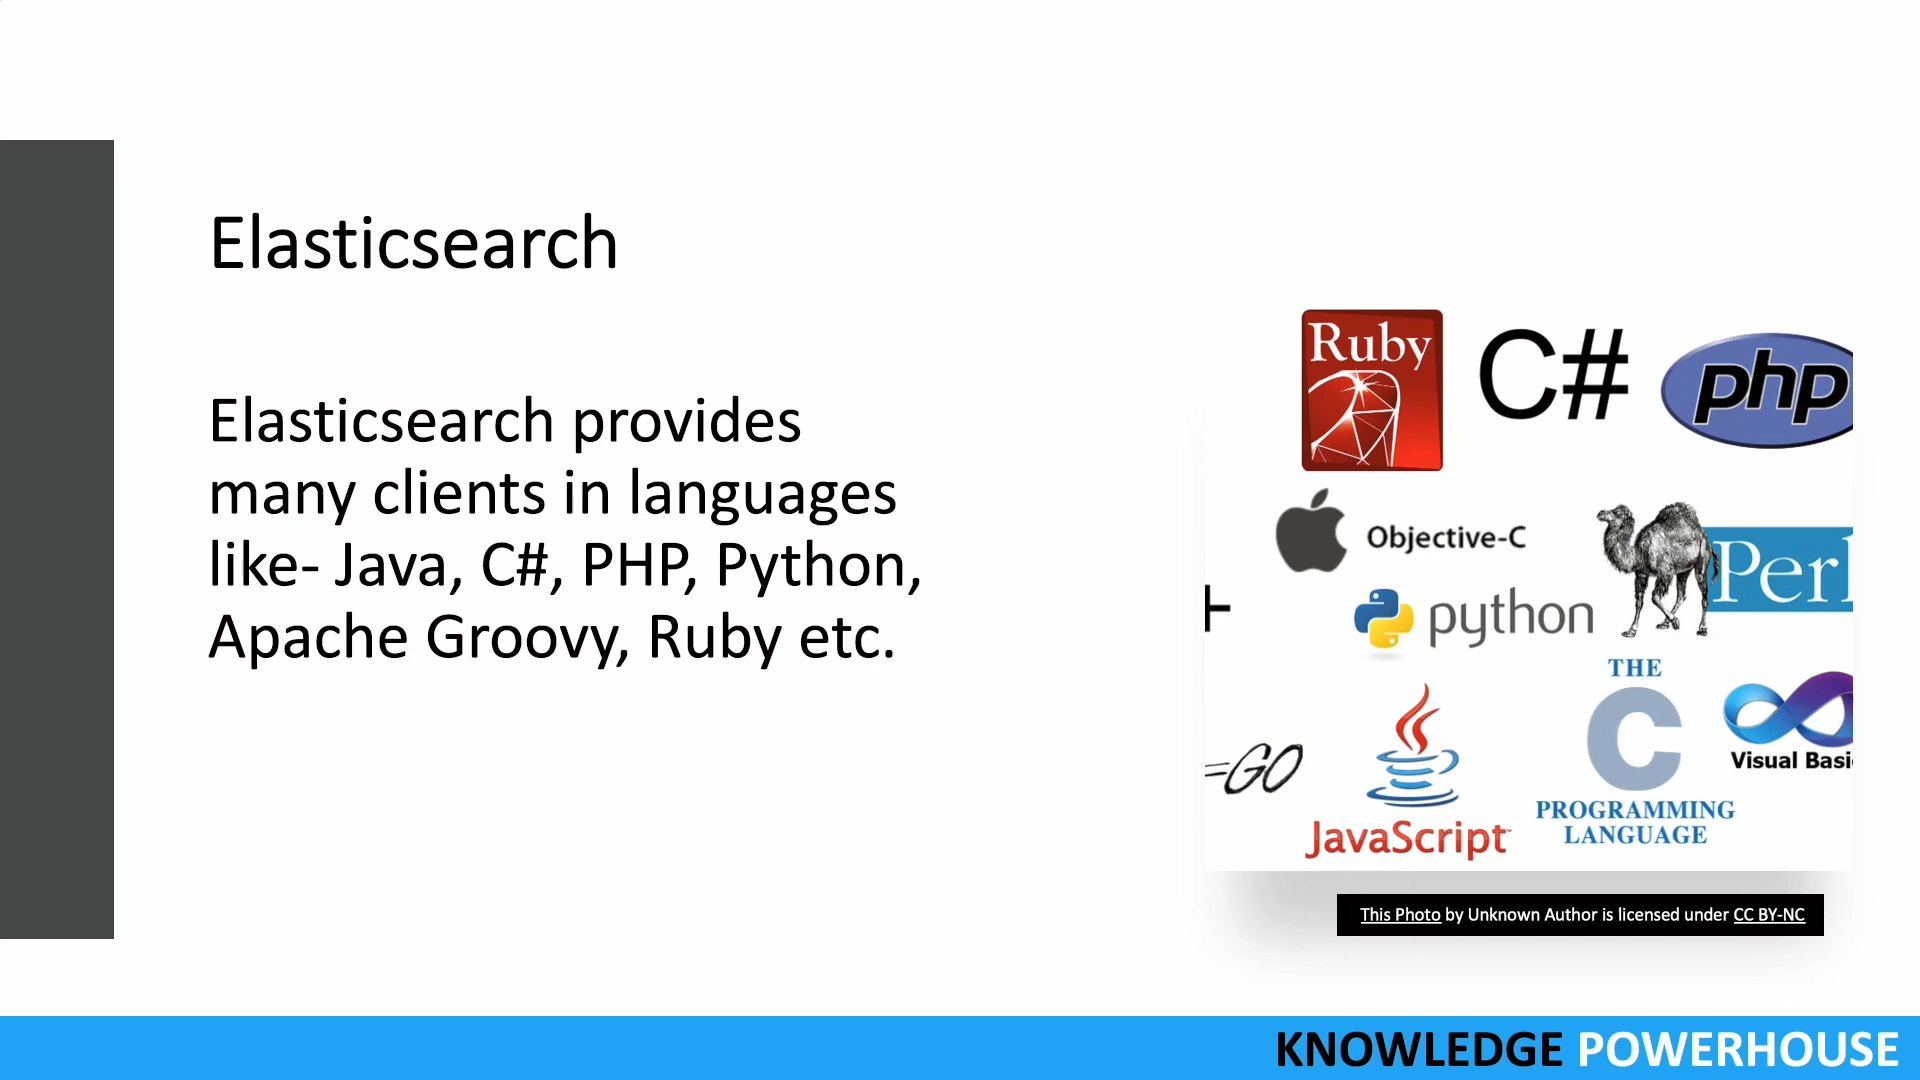 Elasticsearch
Elasticsearch provides
many clients in languages
like- Java, C#, PHP, Python,
Apache Groovy, Ruby etc.
Ruby
C#
php
Objective-C
Perl
+
python
THE
C
PROGRAMMING
LANGUAGE
Visual Basi
GO
JavaScript
This Photo by Unknown Author is licensed under CC BY-NC
KNOWLEDGE POWERHOUSE